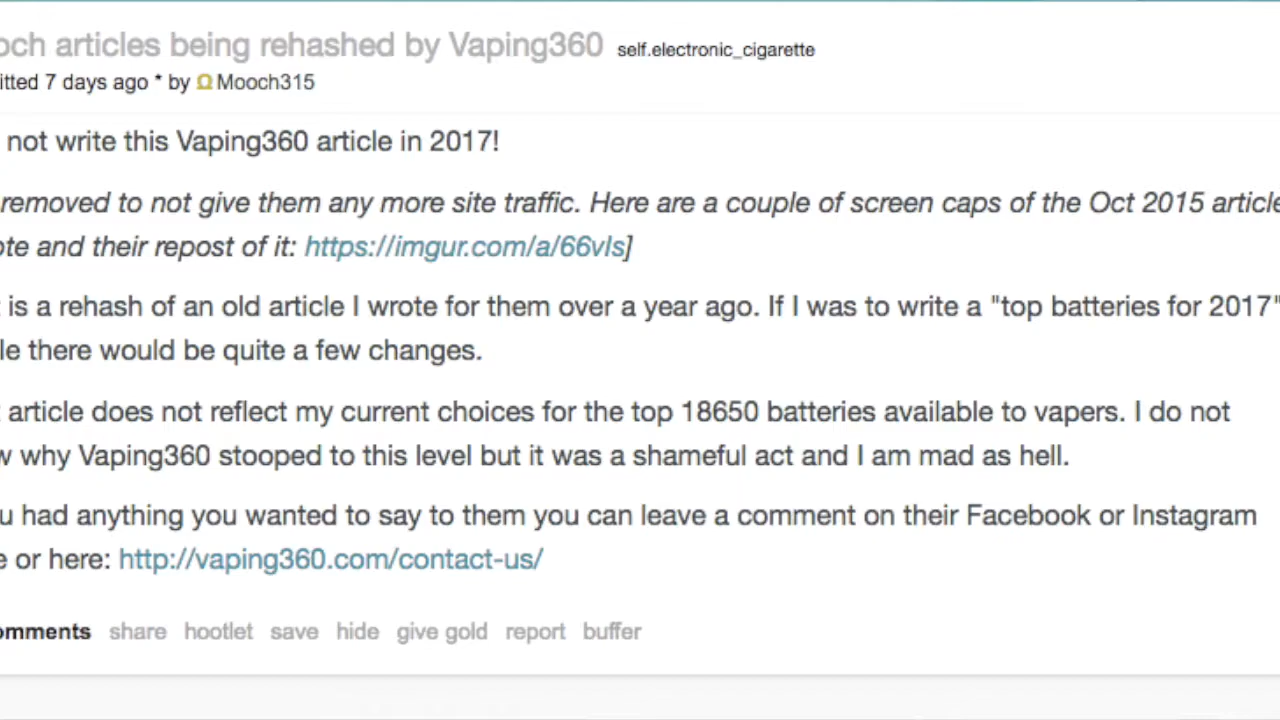 och articles being rehashed by Vaping360 self.electronic_cigarette
itted 7 days ago * by Mooch315
not write this Vaping360 article in 2017!
removed to not give them any more site traffic. Here are a couple of screen caps of the Oct 2015 article
ote and their repost of it: https://imgur.com/a/66vls]
is a rehash of an old article I wrote for them over a year ago. If I was to write a "top batteries for 2017"
le there would be quite a few changes.
article does not reflect my current choices for the top 18650 batteries available to vapers. I do not
w why Vaping360 stooped to this level but it was a shameful act and I am mad as hell.
u had anything you wanted to say to them you can leave a comment on their Facebook or Instagram
e or here: http://vaping360.com/contact-us/
omments share hootlet save hide give gold report buffer